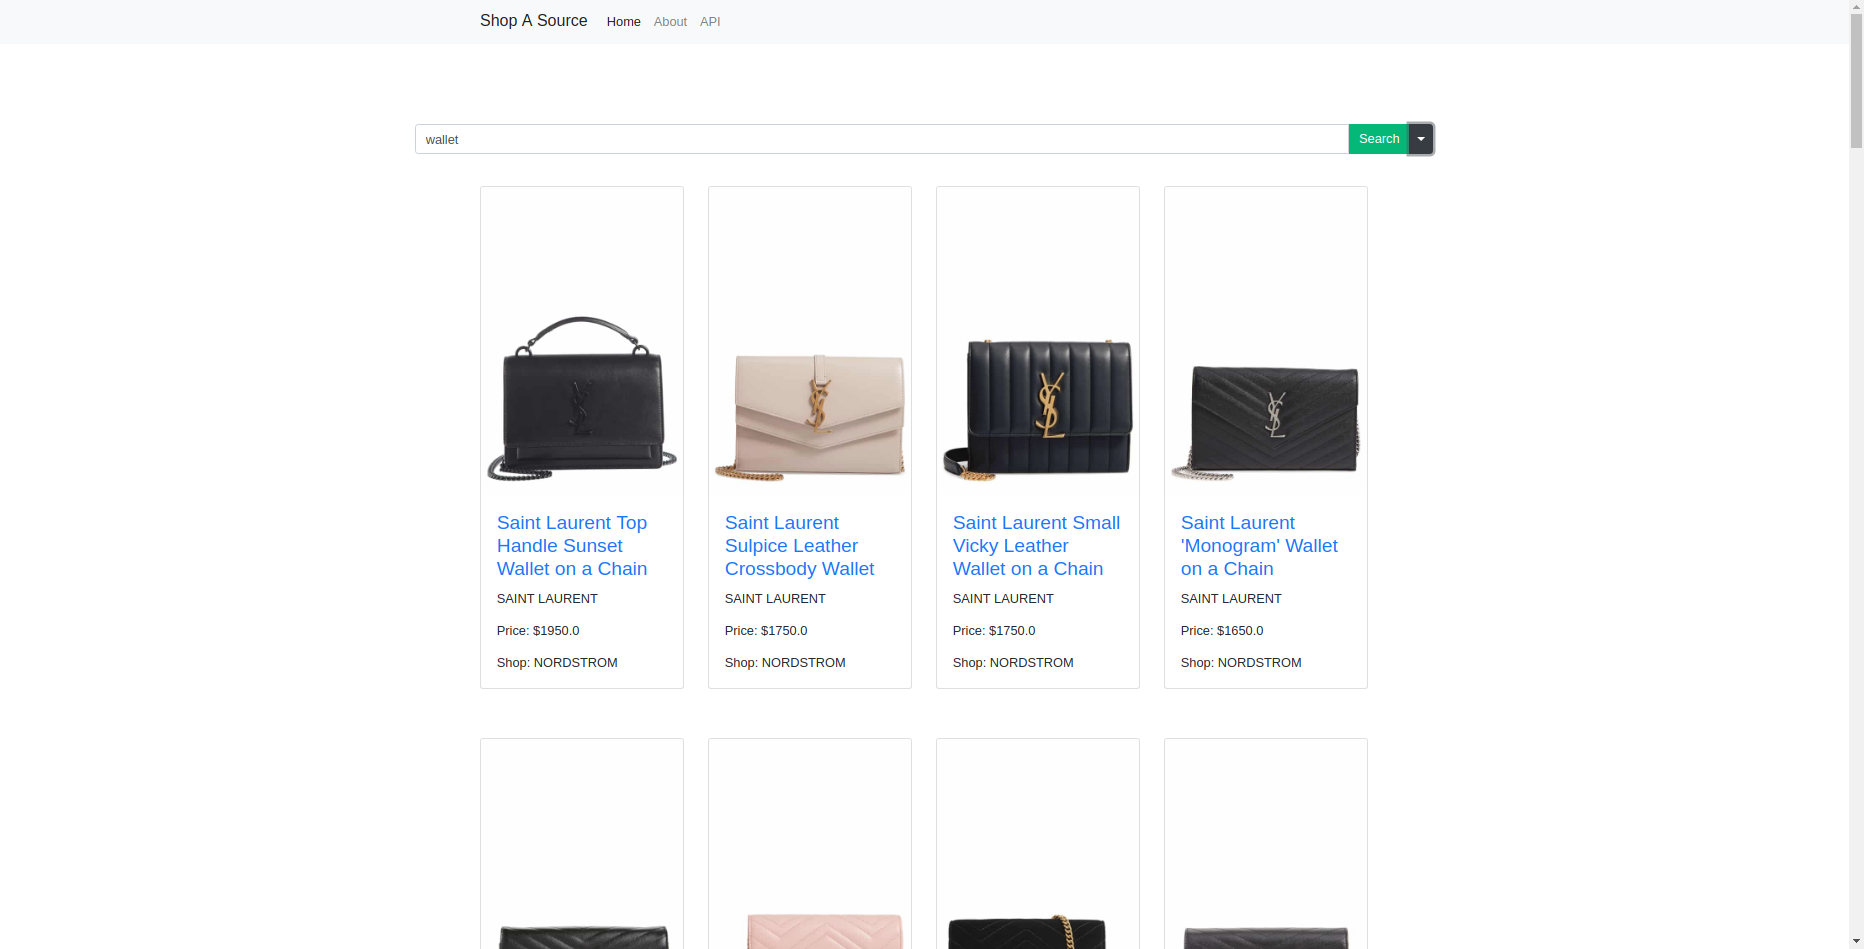 Shop A Source Home About API
wallet Search
Saint Laurent Top
Handle Sunset
Wallet on a Chain
SAINT LAURENT
Price: $1950.0
Shop: NORDSTROM
Saint Laurent
Sulpice Leather
Crossbody Wallet
SAINT LAURENT
Price: $1750.0
Shop: NORDSTROM
Saint Laurent Small
Vicky Leather
Wallet on a Chain
SAINT LAURENT
Price: $1750.0
Shop: NORDSTROM
Saint Laurent
'Monogram' Wallet
on a Chain
SAINT LAURENT
Price: $1650.0
Shop: NORDSTROM